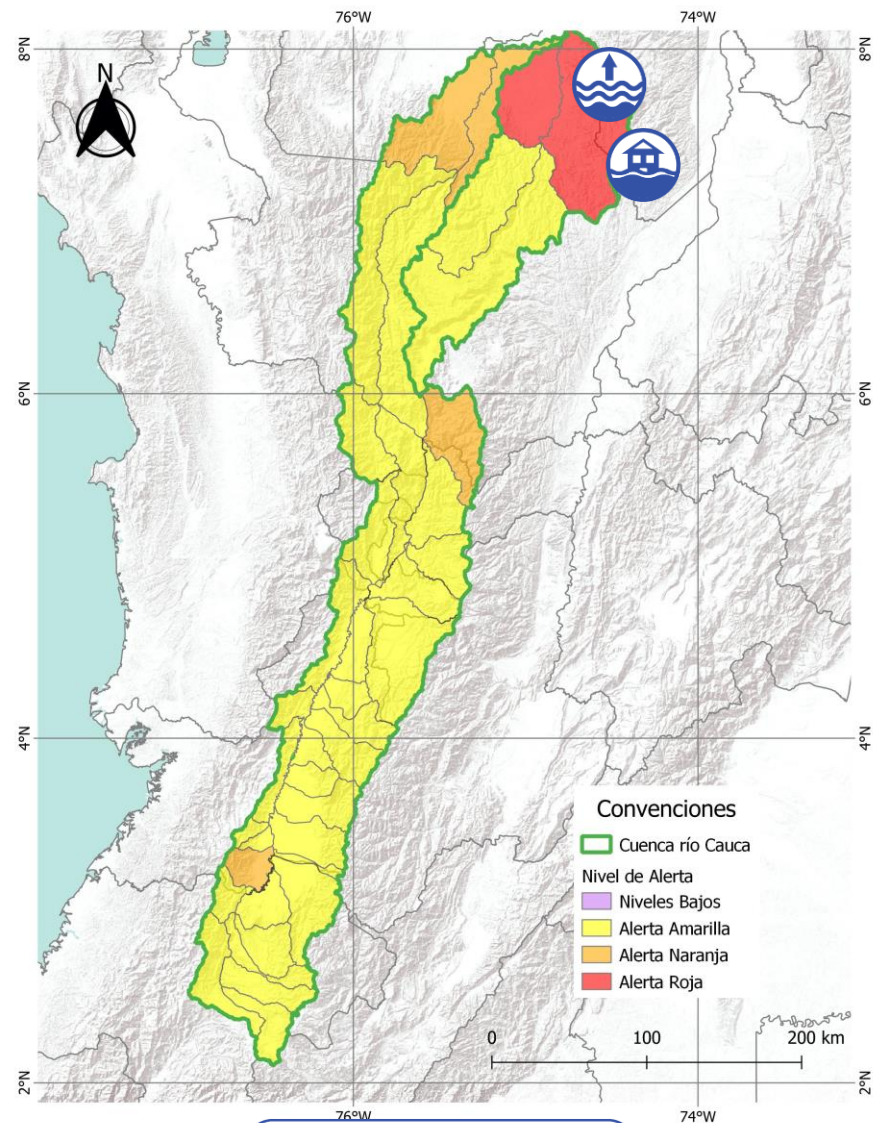 76°W 74°W
8°N 8°N
N
6°N 6°N
4°N 4°N
Convenciones
Cuenca río Cauca
Nivel de Alerta
Niveles Bajos
Alerta Amarilla
Alerta Naranja
Alerta Roja
0 100 200 km
2°N 2°N
76°W 74°W